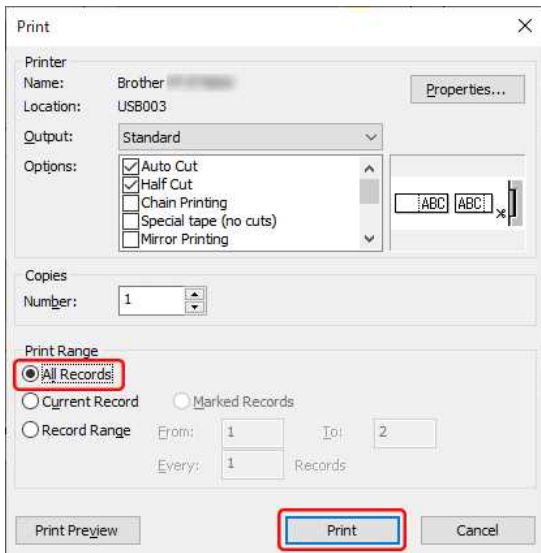 Print
Printer
Name: Brother
Properties...
Location: USB003
Output: Standard
Options: Auto Cut
Half Cut
Chain Printing
Special tape (no cuts)
Mirror Printing
ABC ABC
Copies
Number: 1
Print Range
All Records
Current Record Marked Records
Record Range From: 1 To: 2
Every: 1 Records
Print Preview Print Cancel